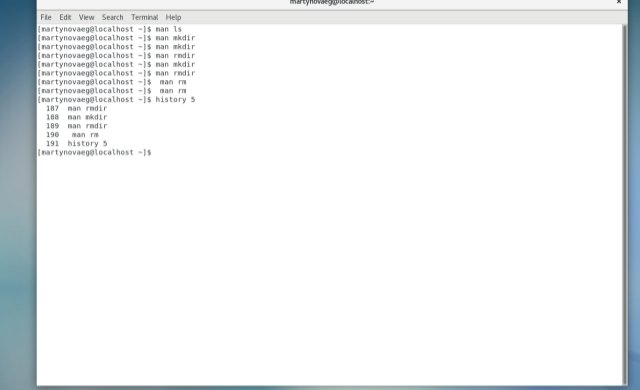 martynovaeg@localhost:~
File Edit View Search Terminal Help
[martynovaeg@localhost ~]$ man ls
[martynovaeg@localhost ~]$ man mkdir
[martynovaeg@localhost ~]$ man mkdir
[martynovaeg@localhost ~]$ man rmdir
[martynovaeg@localhost ~]$ man mkdir
[martynovaeg@localhost ~]$ man rmdir
[martynovaeg@localhost ~]$  man rm
[martynovaeg@localhost ~]$  man rm
[martynovaeg@localhost ~]$ history 5
  187  man rmdir
  188  man mkdir
  189  man rmdir
  190   man rm
  191  history 5
[martynovaeg@localhost ~]$